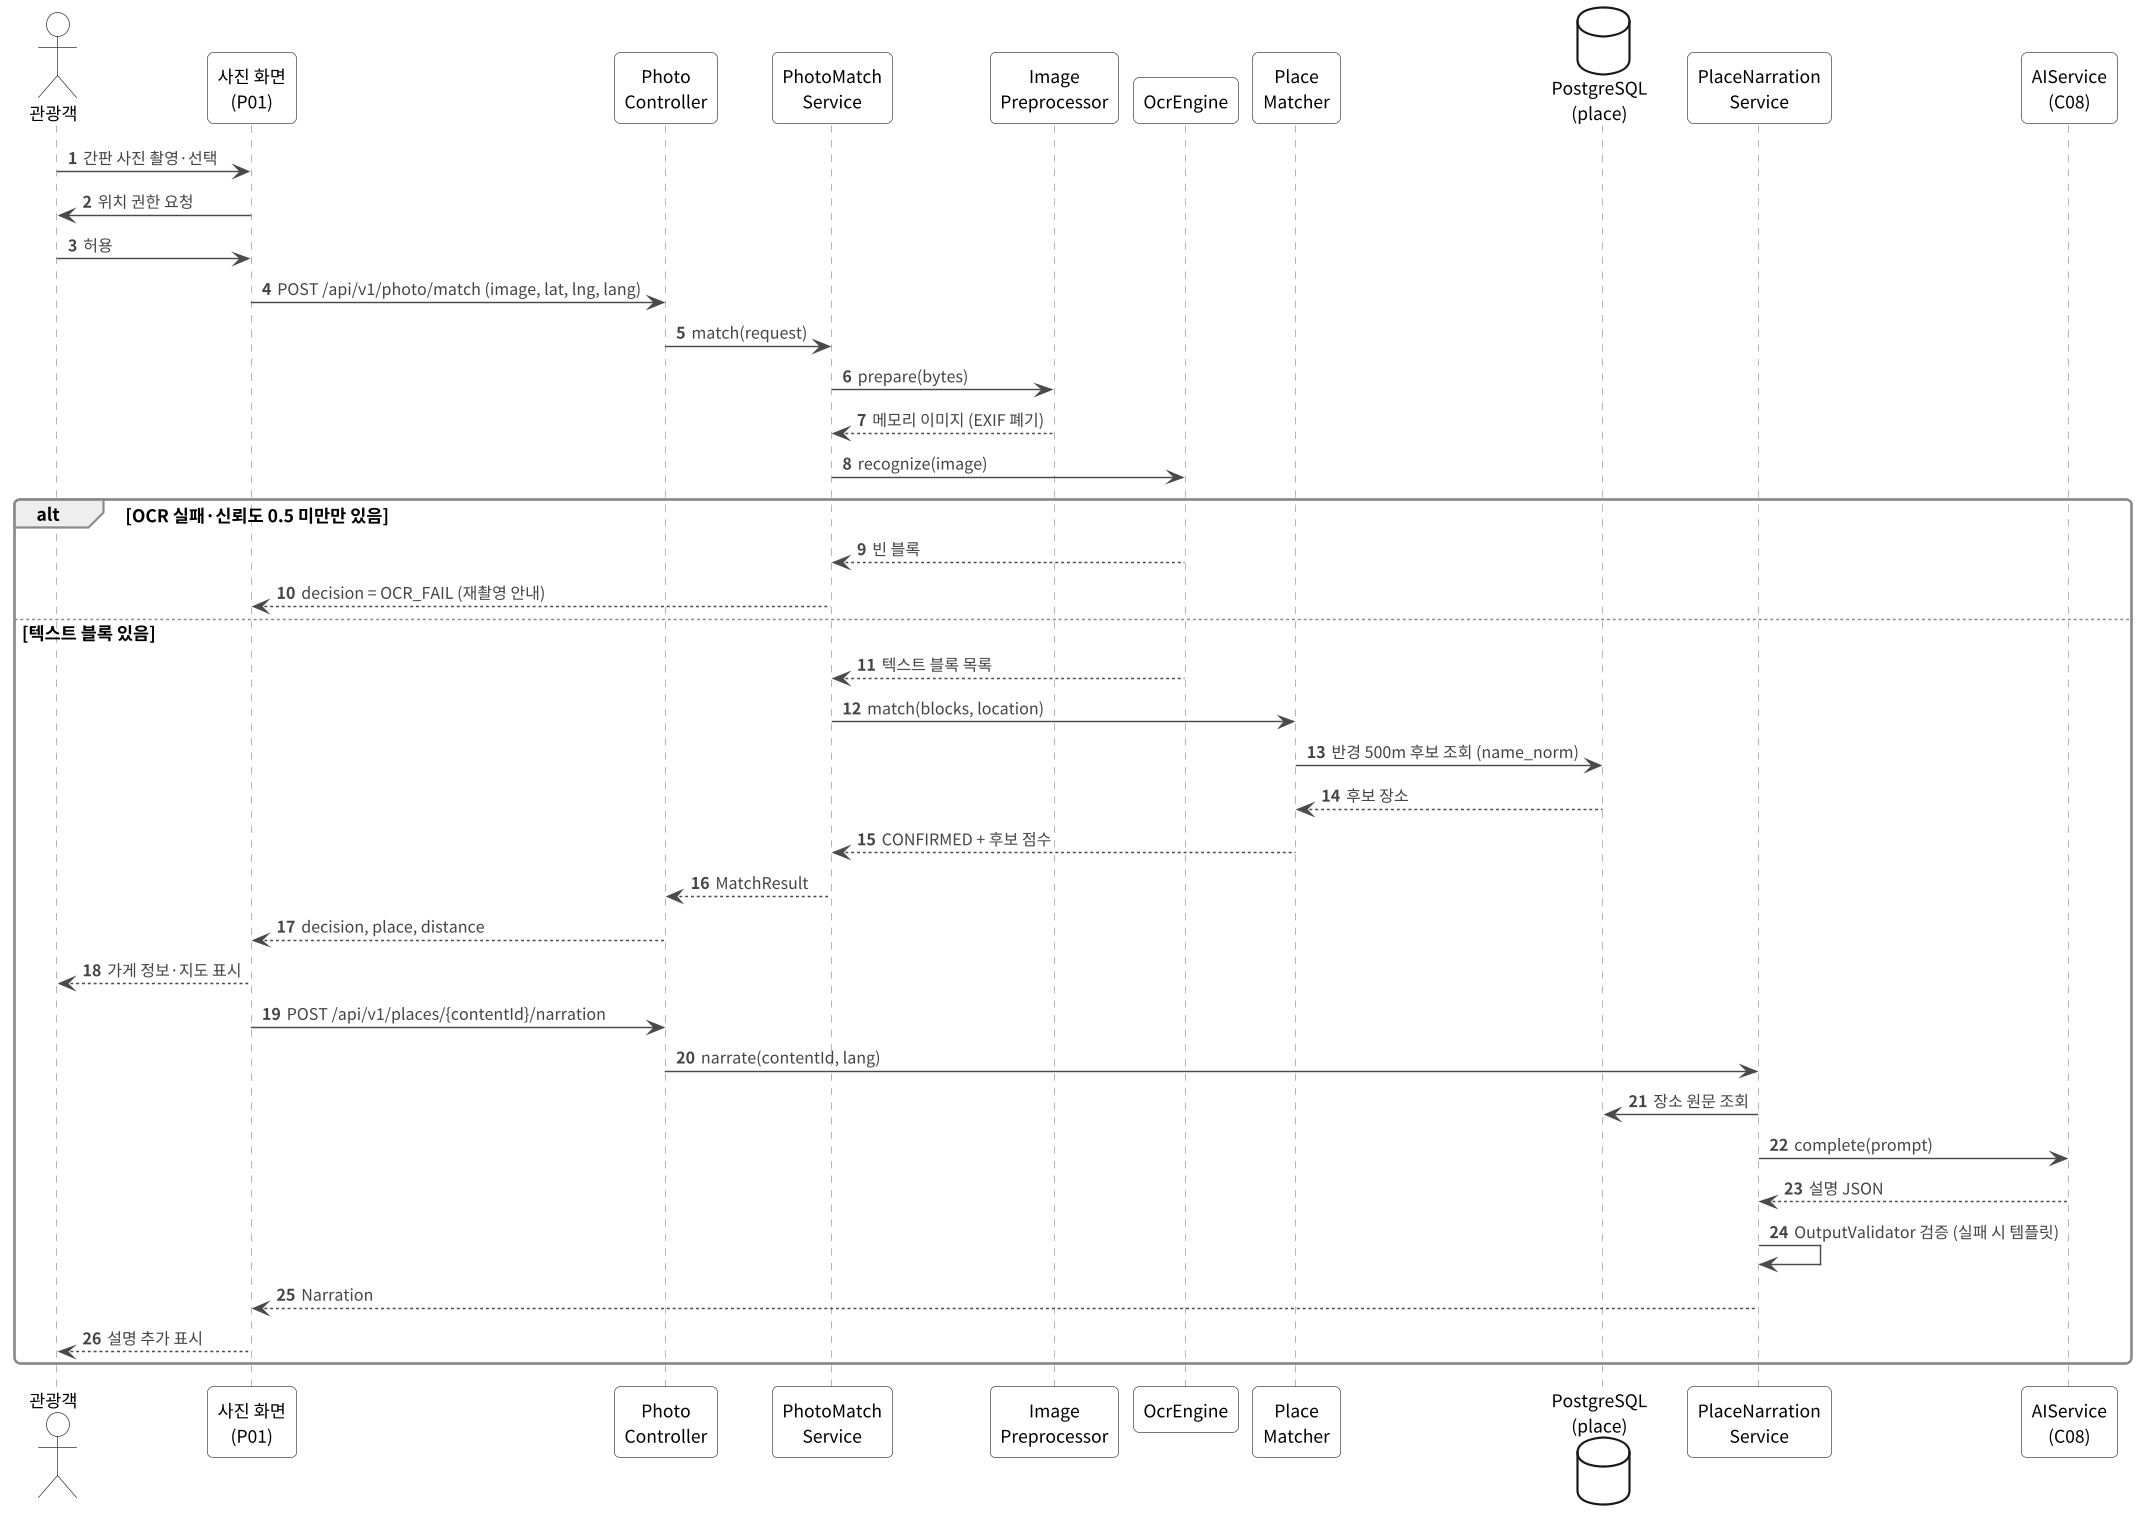 관광객
사진 화면
(P01)
Photo
Controller
PhotoMatch
Service
Image
Preprocessor
OcrEngine
Place
Matcher
PostgreSQL
(place)
PlaceNarration
Service
AIService
(C08)
1 간판 사진 촬영·선택
2 위치 권한 요청
3 허용
4 POST /api/v1/photo/match (image, lat, lng, lang)
5 match(request)
6 prepare(bytes)
7 메모리 이미지 (EXIF 폐기)
8 recognize(image)
alt [OCR 실패·신뢰도 0.5 미만만 있음]
9 빈 블록
10 decision = OCR_FAIL (재촬영 안내)
[텍스트 블록 있음]
11 텍스트 블록 목록
12 match(blocks, location)
13 반경 500m 후보 조회 (name_norm)
14 후보 장소
15 CONFIRMED + 후보 점수
16 MatchResult
17 decision, place, distance
18 가게 정보·지도 표시
19 POST /api/v1/places/{contentId}/narration
20 narrate(contentId, lang)
21 장소 원문 조회
22 complete(prompt)
23 설명 JSON
24 OutputValidator 검증 (실패 시 템플릿)
25 Narration
26 설명 추가 표시
관광객
사진 화면
(P01)
Photo
Controller
PhotoMatch
Service
Image
Preprocessor
OcrEngine
Place
Matcher
PostgreSQL
(place)
PlaceNarration
Service
AIService
(C08)